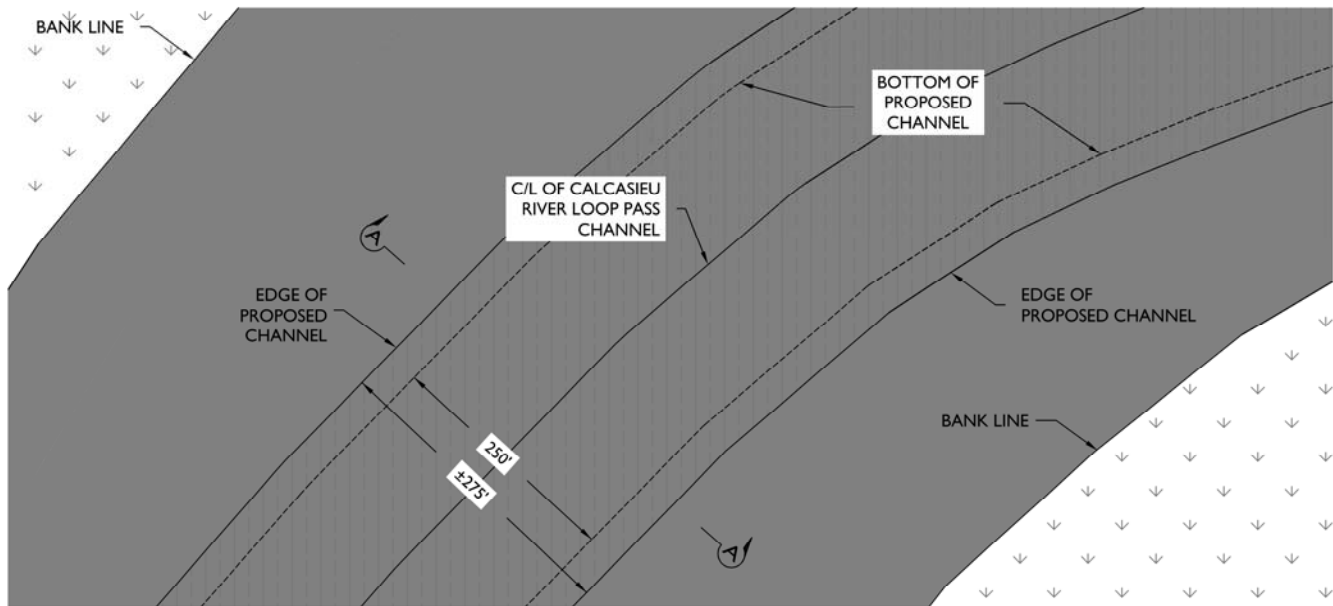 BANK LINE
BOTTOM OF
PROPOSED
CHANNEL
C/L OF CALCASIEU
RIVER LOOP PASS
CHANNEL
A
EDGE OF
PROPOSED
CHANNEL
EDGE OF
PROPOSED CHANNEL
BANK LINE
250'
±275'
A